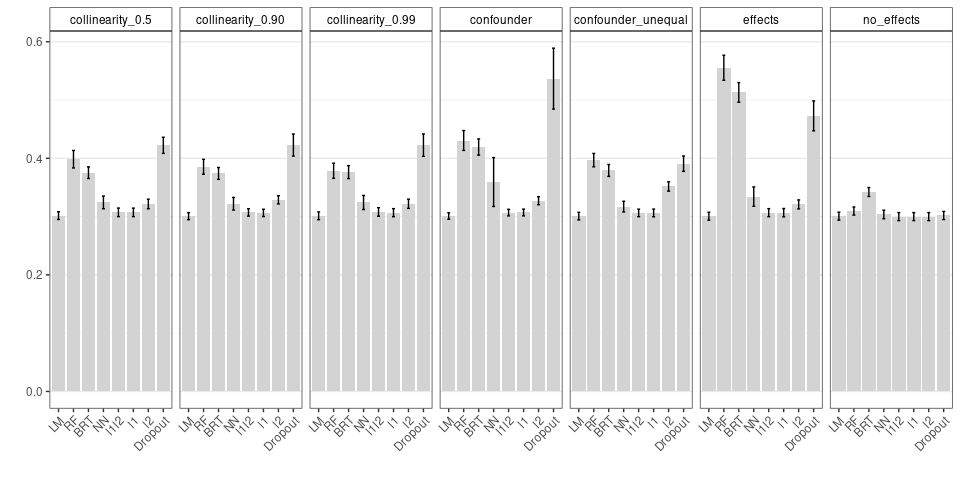 collinearity_0.5 collinearity_0.90 collinearity_0.99 confounder confounder_unequal effects no_effects
0.6
0.4
0.2
0.0
LM RF BRT NN l1l2 l1 l2 Dropout LM RF BRT NN l1l2 l1 l2 Dropout LM RF BRT NN l1l2 l1 l2 Dropout LM RF BRT NN l1l2 l1 l2 Dropout LM RF BRT NN l1l2 l1 l2 Dropout LM RF BRT NN l1l2 l1 l2 Dropout LM RF BRT NN l1l2 l1 l2 Dropout